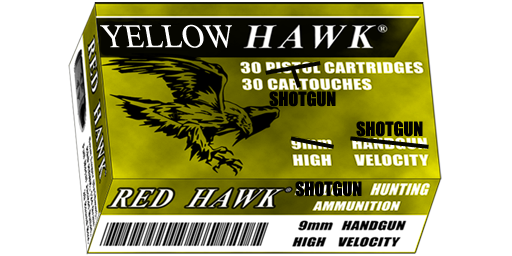 YELLOW HAWK®
30 PISTOL CARTRIDGES
30 CARTOUCHES
SHOTGUN
SHOTGUN
9mm HANDGUN
HIGH VELOCITY
RED HAWK
RED HAWK® SHOTGUN HUNTING
AMMUNITION
9mm HANDGUN
HIGH VELOCITY